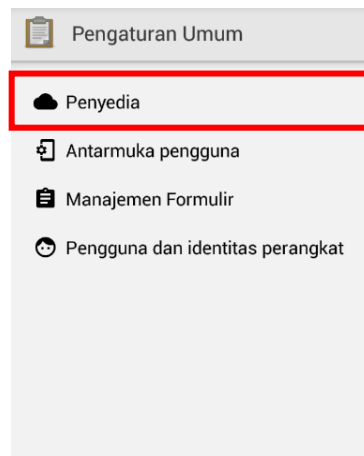 Pengaturan Umum
Penyedia
Antarmuka pengguna
Manajemen Formulir
Pengguna dan identitas perangkat